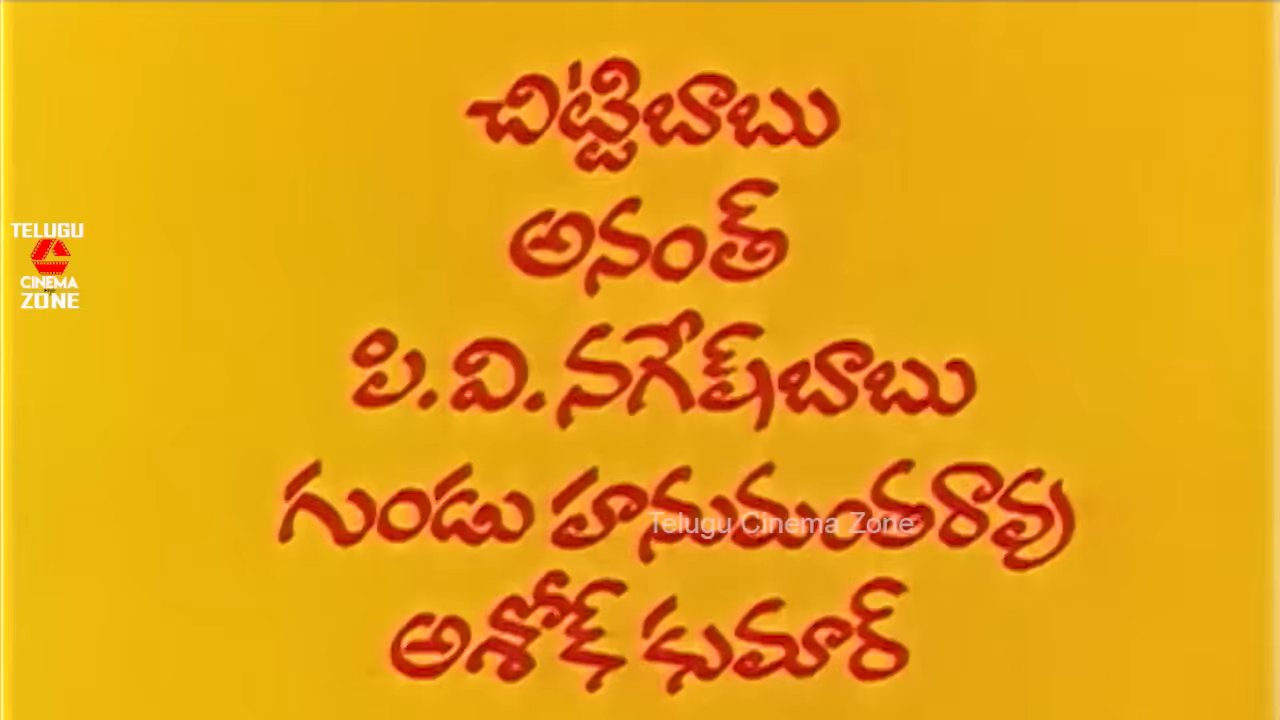 చిట్టిబాబు
అనంత్
పి.వి.నగేష్‌బాబు
గుండు హనుమంతరావు
అశోక్ కుమార్
TELUGU
CINEMA
ZONE
Telugu Cinema Zone